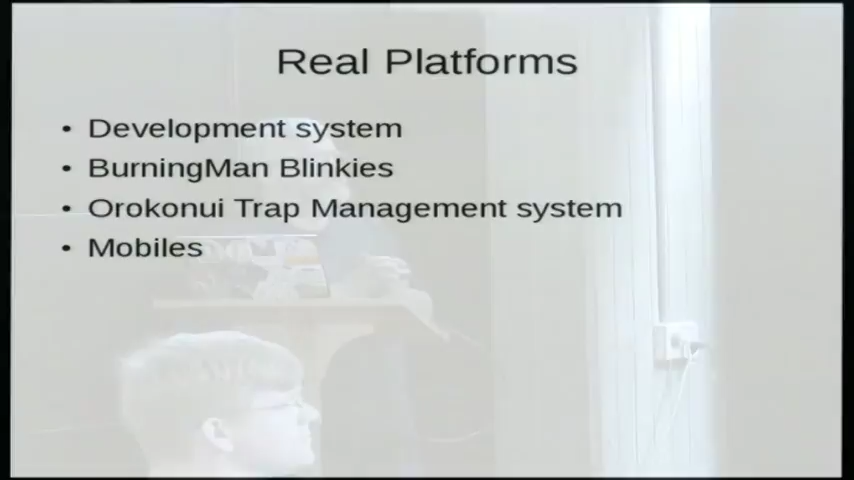 Real Platforms
• Development system
• BurningMan Blinkies
• Orokonui Trap Management system
• Mobiles